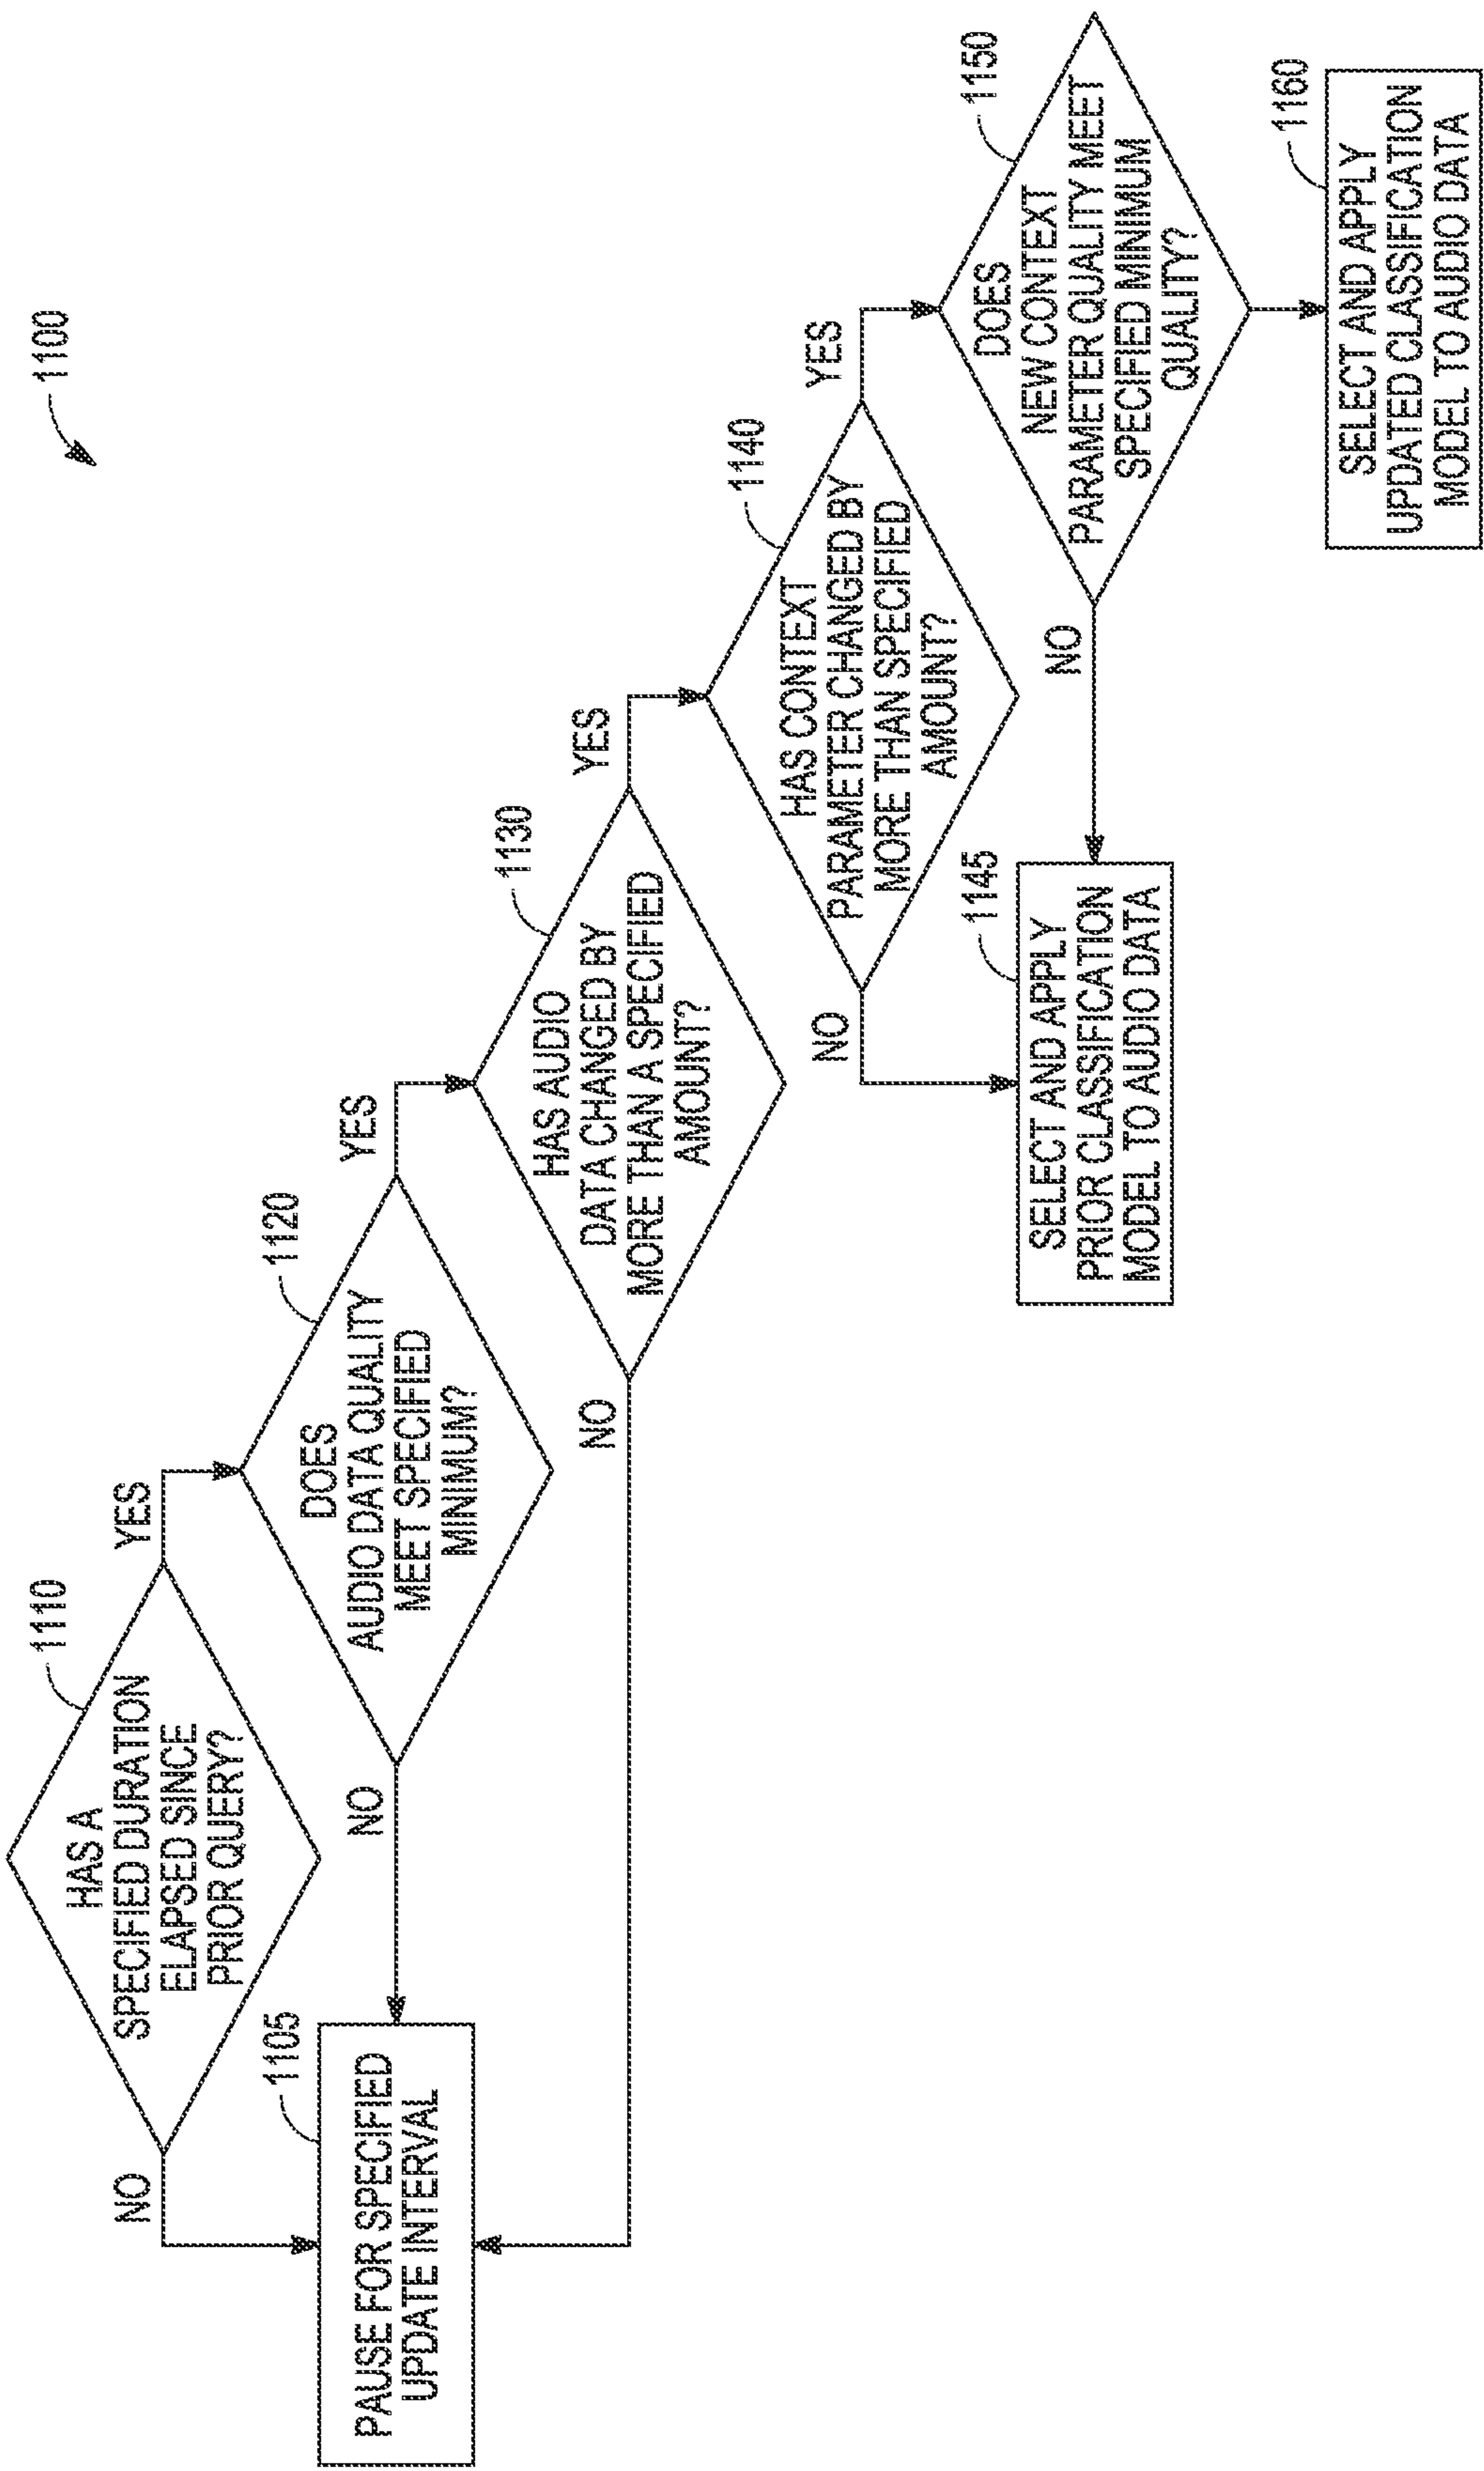 1100
1110
HAS A
SPECIFIED DURATION
ELAPSED SINCE
PRIOR QUERY?
NO
YES
1105
PAUSE FOR SPECIFIED
UPDATE INTERVAL
1120
DOES
AUDIO DATA QUALITY
MEET SPECIFIED
MINIMUM?
NO
YES
1130
HAS AUDIO
DATA CHANGED BY
MORE THAN A SPECIFIED
AMOUNT?
NO
YES
1140
HAS CONTEXT
PARAMETER CHANGED BY
MORE THAN SPECIFIED
AMOUNT?
NO
YES
1145
SELECT AND APPLY
PRIOR CLASSIFICATION
MODEL TO AUDIO DATA
1150
DOES
NEW CONTEXT
PARAMETER QUALITY MEET
SPECIFIED MINIMUM
QUALITY?
NO
1160
SELECT AND APPLY
UPDATED CLASSIFICATION
MODEL TO AUDIO DATA